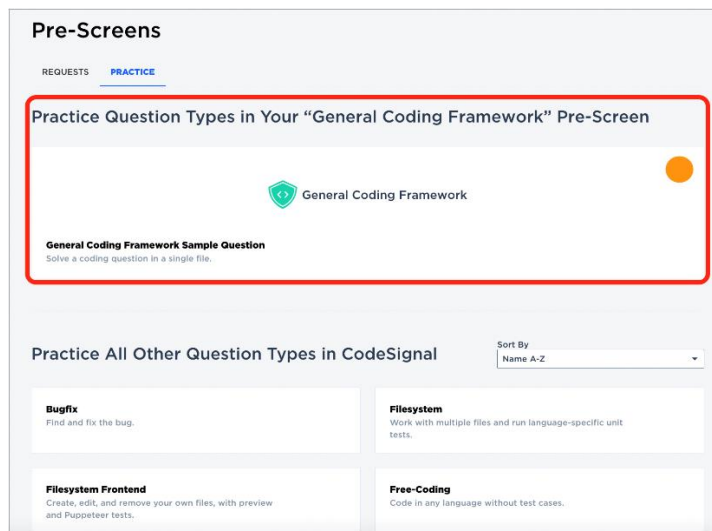 Pre-Screens
REQUESTS PRACTICE
Practice Question Types in Your “General Coding Framework” Pre-Screen
General Coding Framework
General Coding Framework Sample Question
Solve a coding question in a single file.
Practice All Other Question Types in CodeSignal
Sort By
Name A-Z
Bugfix
Find and fix the bug.
Filesystem
Work with multiple files and run language-specific unit
tests.
Filesystem Frontend
Create, edit, and remove your own files, with preview
and Puppeteer tests.
Free-Coding
Code in any language without test cases.